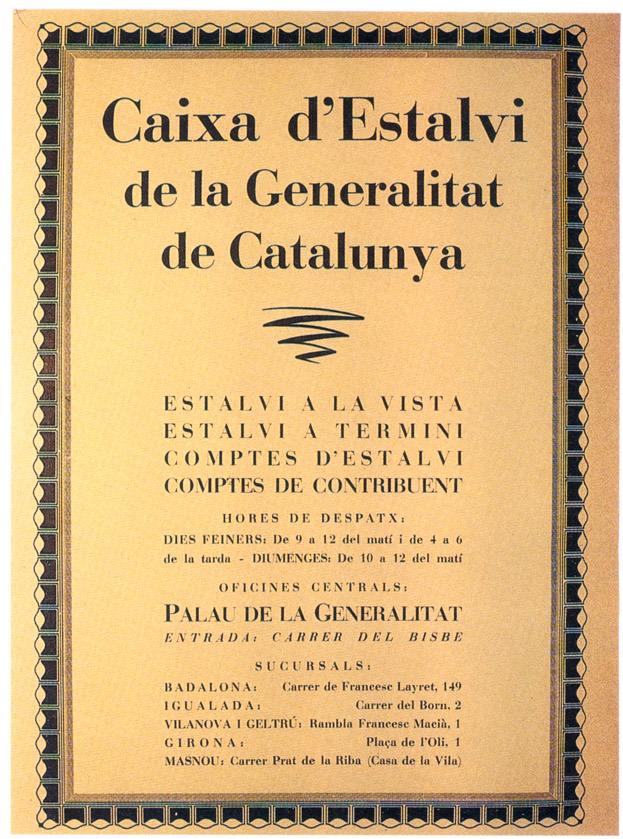 Caixa d'Estalvi
de la Generalitat
de Catalunya
ESTALVI A LA VISTA
ESTALVI A TERMINI
COMPTES D'ESTALVI
COMPTES DE CONTRIBUENT
HORES DE DESPATX:
DIES FEINERS: De 9 a 12 del matí i de 4 a 6
de la tarda - DIUMENGES: De 10 a 12 del matí
OFICINES CENTRALS:
PALAU DE LA GENERALITAT
ENTRADA: CARRER DEL BISBE
SUCURSALS:
BADALONA: Carrer de Francesc Layret, 149
IGUALADA: Carrer del Born, 2
VILANOVA I GELTRÚ: Rambla Francesc Macià, 1
GIRONA: Plaça de l'Oli, 1
MASNOU: Carrer Prat de la Riba (Casa de la Vila)